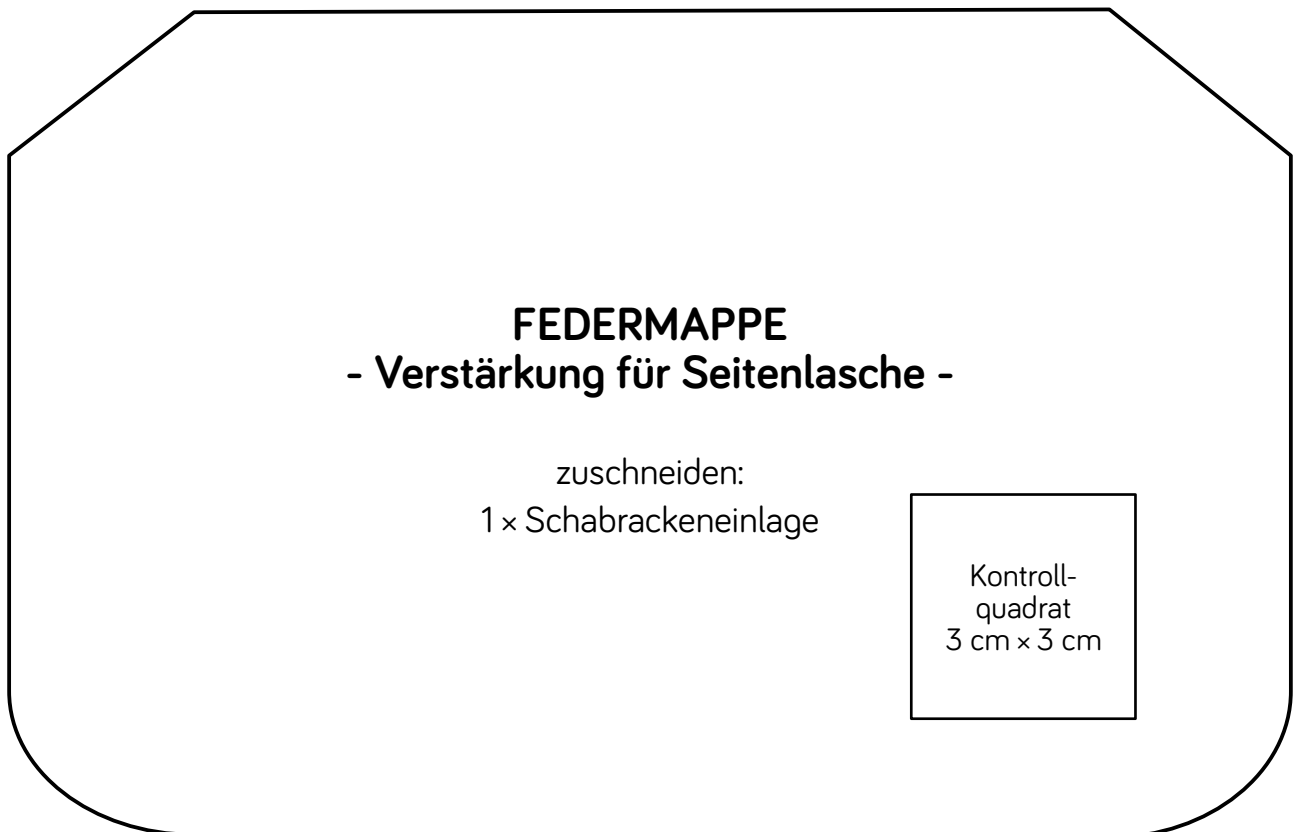 FEDERMAPPE
- Verstärkung für Seitenlasche -
zuschneiden:
1 × Schabrackeneinlage
Kontroll-
quadrat
3 cm × 3 cm